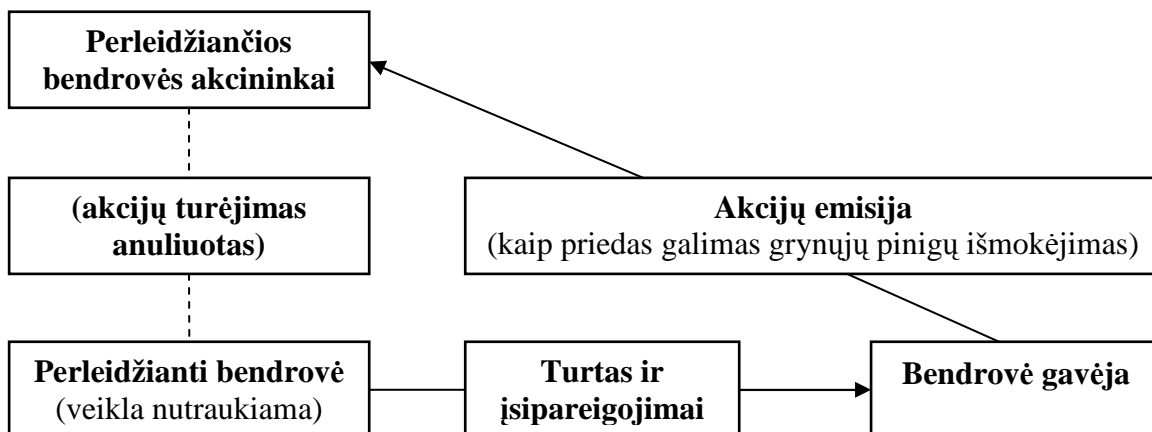 Perleidžiančios
bendrovės akcininkai
(akcijų turėjimas
anuliuotas)
Akcijų emisija
(kaip priedas galimas grynųjų pinigų išmokėjimas)
Perleidžianti bendrovė
(veikla nutraukiama)
Turtas ir
įsipareigojimai
Bendrovė gavėja